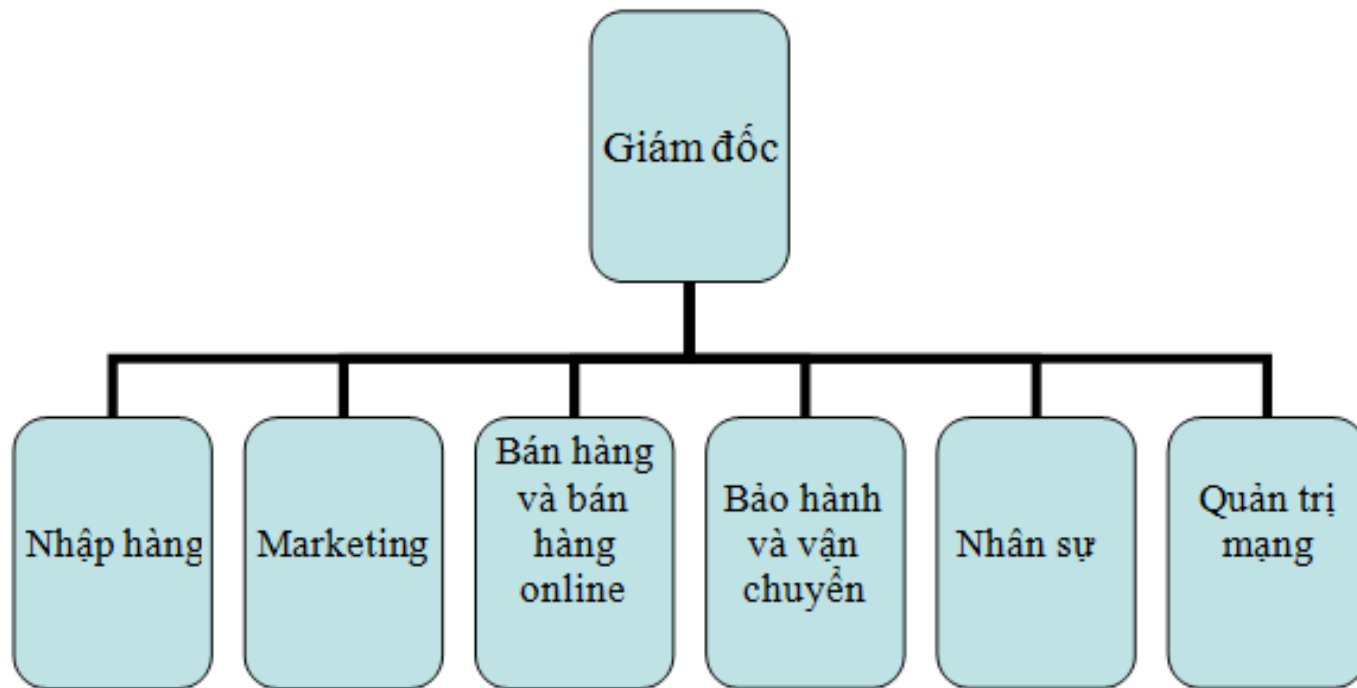 Giám đốc
Nhập hàng
Marketing
Bán hàng
và bán
hàng
online
Bảo hành
và vận
chuyển
Nhân sự
Quản trị
mạng